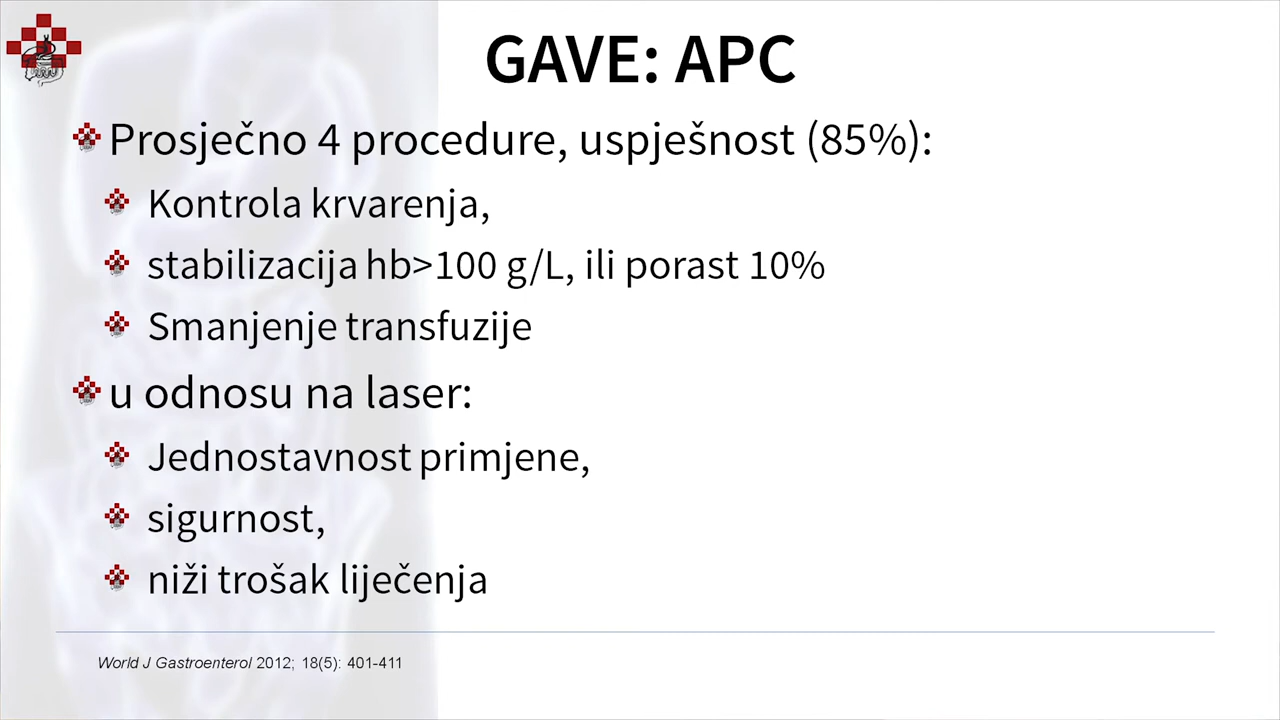 GAVE: APC
Prosječno 4 procedure, uspješnost (85%):
Kontrola krvarenja,
stabilizacija hb>100 g/L, ili porast 10%
Smanjenje transfuzije
u odnosu na laser:
Jednostavnost primjene,
sigurnost,
niži trošak liječenja
World J Gastroenterol 2012; 18(5): 401-411